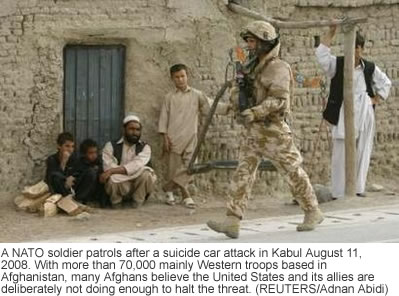 A NATO soldier patrols after a suicide car attack in Kabul August 11,
2008. With more than 70,000 mainly Western troops based in
Afghanistan, many Afghans believe the United States and its allies are
deliberately not doing enough to halt the threat. (REUTERS/Adnan Abidi)